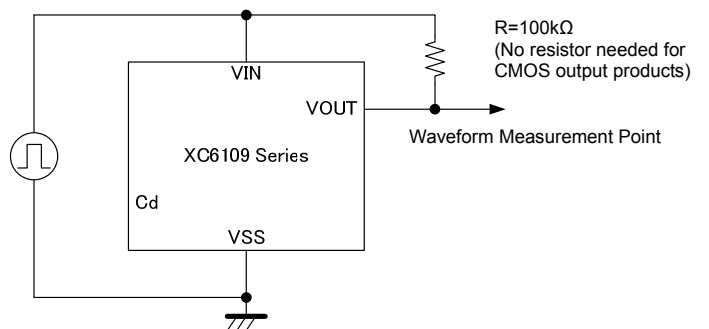 R=100kΩ
(No resistor needed for
CMOS output products)
VIN
VOUT
Waveform Measurement Point
XC6109 Series
Cd
VSS